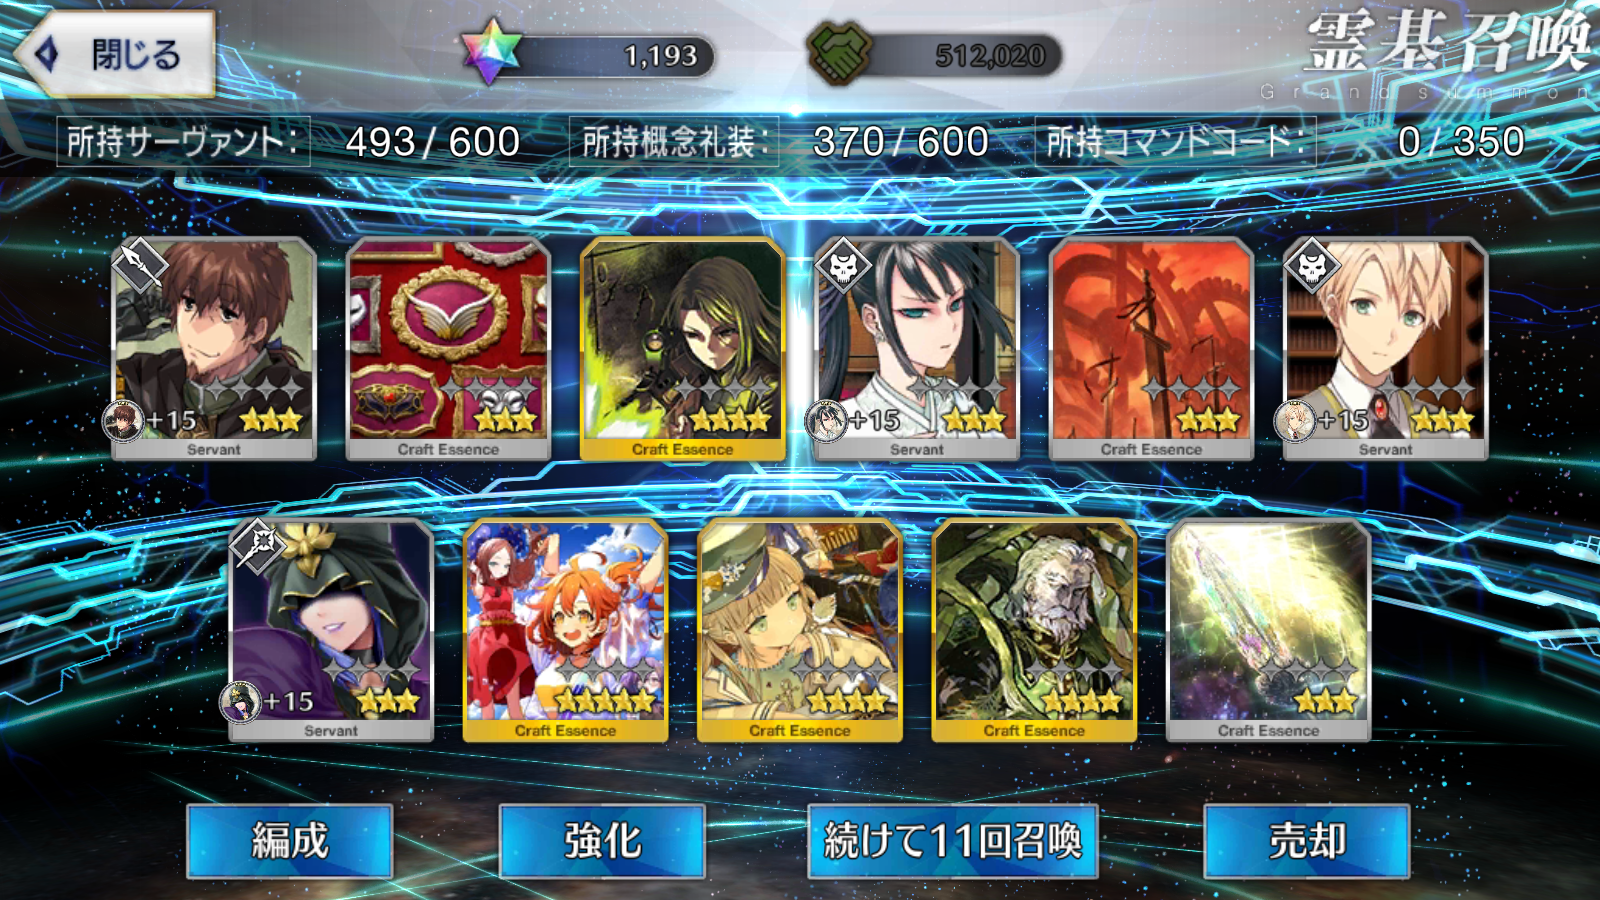 閉じる
1,193
512,020
霊基召喚
Grand summon
所持サーヴァント: 493 / 600
所持概念礼装: 370 / 600
所持コマンドコード: 0 / 350
+15
Servant
Craft Essence
Craft Essence
+15
Servant
Craft Essence
+15
Servant
+15
Servant
Craft Essence
Craft Essence
Craft Essence
Craft Essence
編成
強化
続けて11回召喚
売却